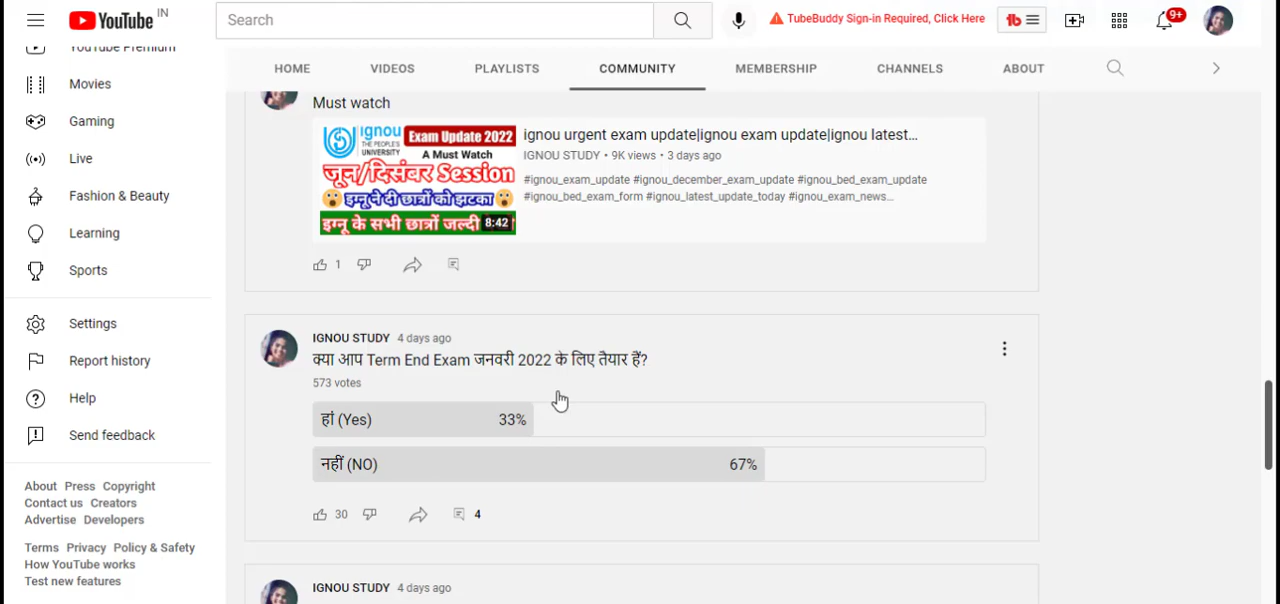 YouTube IN
Search
TubeBuddy Sign-in Required, Click Here
9+
YouTube Premium
Movies
Gaming
Live
Fashion & Beauty
Learning
Sports
Settings
Report history
Help
Send feedback
About Press Copyright
Contact us Creators
Advertise Developers
Terms Privacy Policy & Safety
How YouTube works
Test new features
HOME VIDEOS PLAYLISTS COMMUNITY MEMBERSHIP CHANNELS ABOUT
Must watch
ignou Exam Update 2022
THE PEOPLE'S
UNIVERSITY
A Must Watch
जून/दिसंबर Session
इग्नू ने दी छात्रों को झटका
इग्नू के सभी छात्रों जल्दी
8:42
ignou urgent exam update|ignou exam update|ignou latest...
IGNOU STUDY • 9K views • 3 days ago
#ignou_exam_update #ignou_december_exam_update #ignou_bed_exam_update
#ignou_bed_exam_form #ignou_latest_update_today #ignou_exam_news...
1
IGNOU STUDY 4 days ago
क्या आप Term End Exam जनवरी 2022 के लिए तैयार हैं?
573 votes
हां (Yes) 33%
नहीं (NO) 67%
30 4
IGNOU STUDY 4 days ago